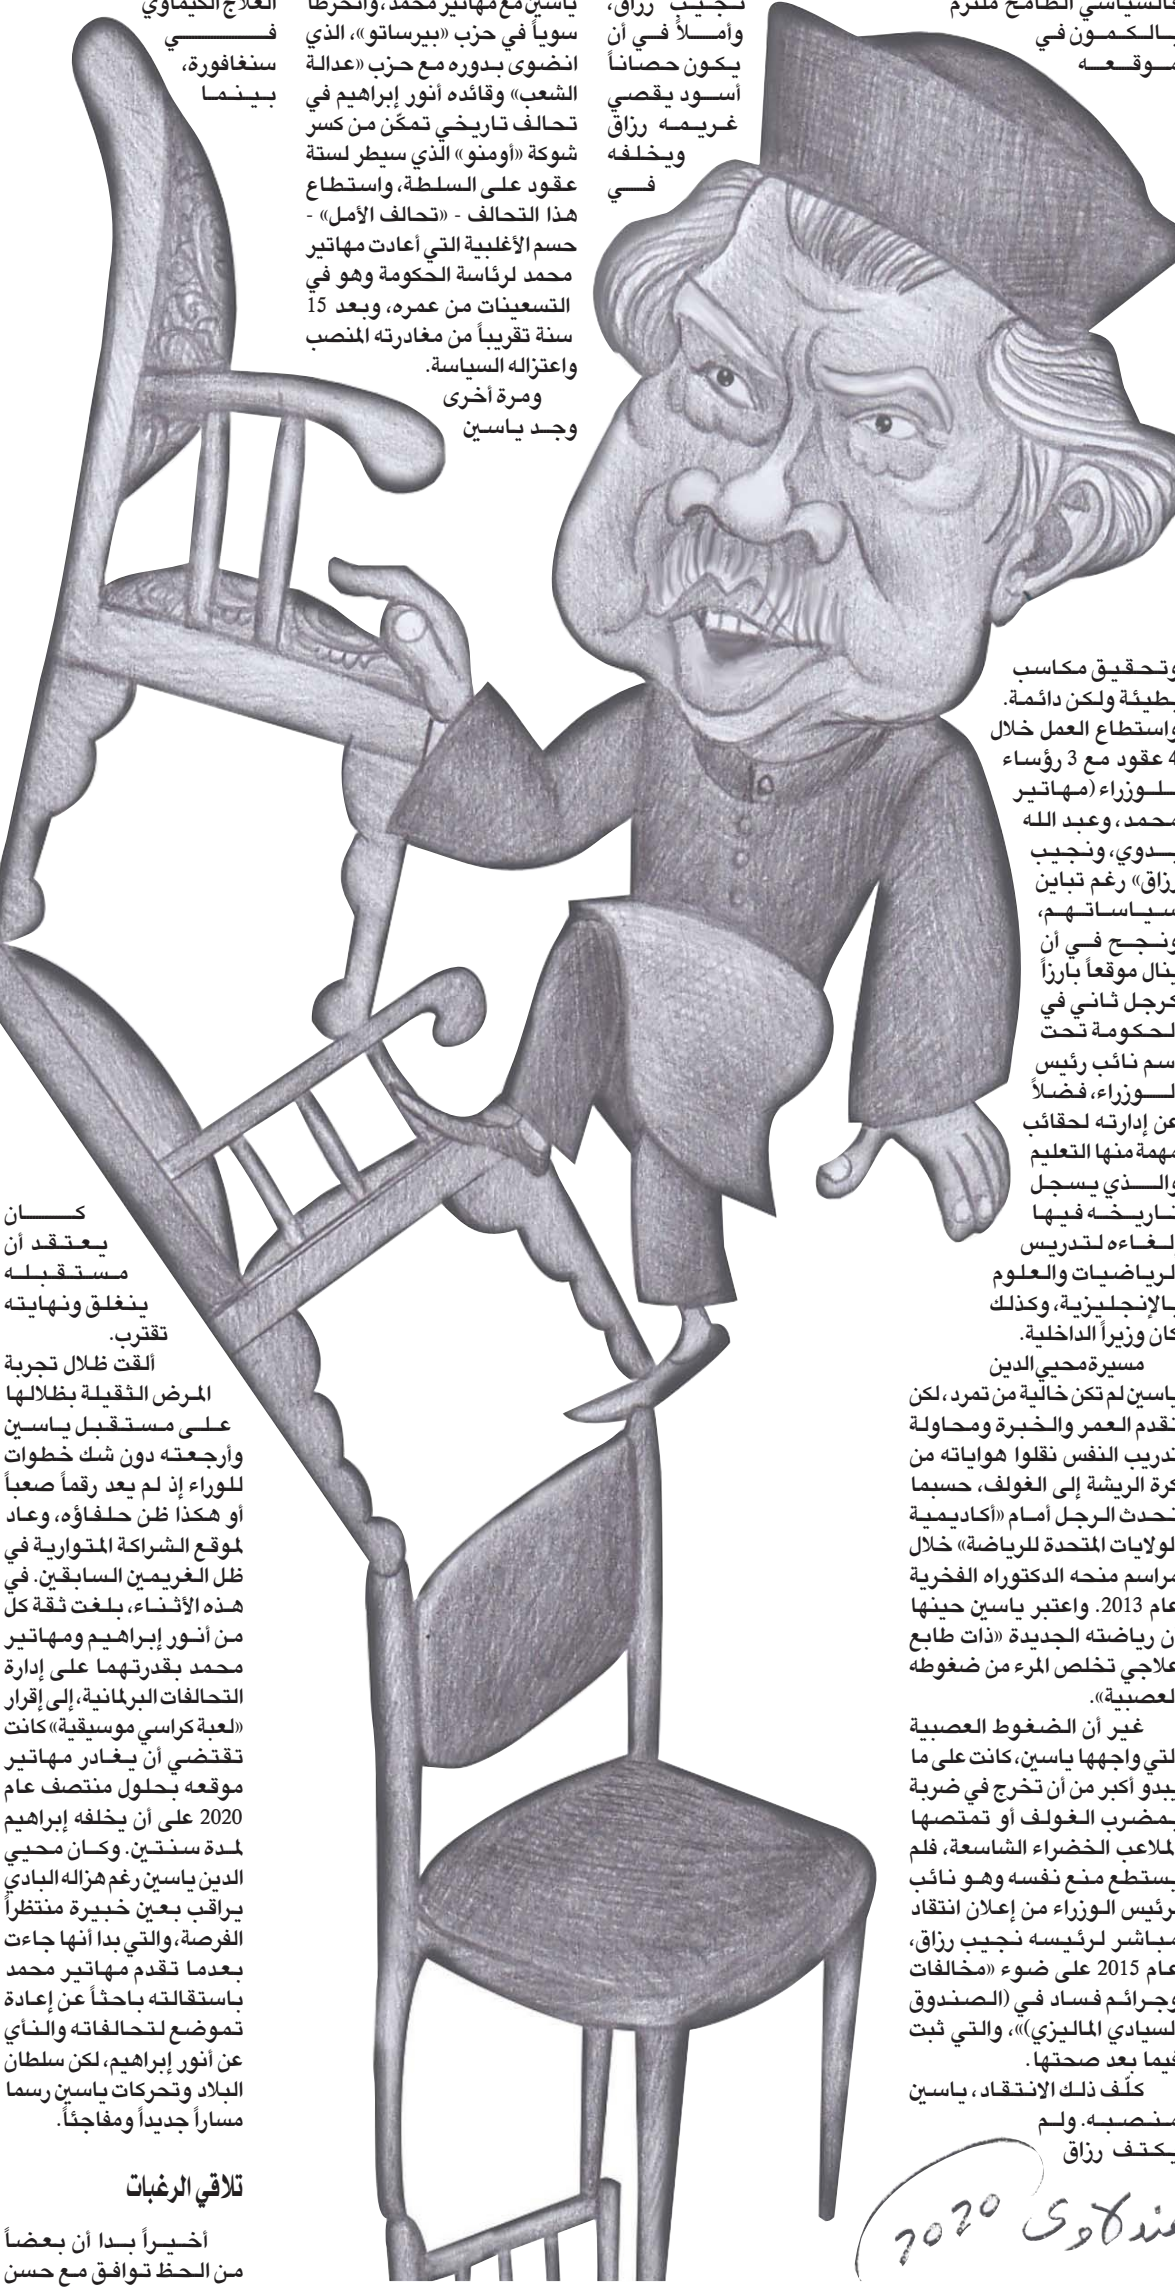 فالسياسي الطامح ملتزم
بالكمون في
موقعه
وتحقيق مكاسب
بطيئة ولكن دائمة.
واستطاع العمل خلال
4 عقود مع 3 رؤساء
للوزراء (مهاتير
محمد، وعبد الله
بدوي، ونجيب
رزاق» رغم تباين
سياساتهم،
ونجح في أن
ينال موقعاً بارزاً
كرجل ثاني في
الحكومة تحت
اسم نائب رئيس
الوزراء، فضلاً
عن إدارته لحقائب
مهمة منها التعليم
والذي يسجل
تاريخه فيها
إلغاءه لتدريس
الرياضيات والعلوم
بالإنجليزية، وكذلك
كان وزيراً الداخلية.
مسيرة محيي الدين
ياسين لم تكن خالية من تمرد، لكن
تقدم العمر والخبرة ومحاولة
تدريب النفس نقلوا هواياته من
كرة الريشة إلى الغولف، حسبما
تحدث الرجل أمام «أكاديمية
الولايات المتحدة للرياضة» خلال
مراسم منحه الدكتوراه الفخرية
عام 2013. واعتبر ياسين حينها
أن رياضته الجديدة «ذات طابع
علاجي تخلص المرء من ضغوطه
العصبية».
غير أن الضغوط العصبية
التي واجهها ياسين، كانت على ما
يبدو أكبر من أن تخرج في ضربة
بمضرب الغولف أو تمتصها
الملاعب الخضراء الشاسعة، فلم
يستطع منع نفسه وهو نائب
لرئيس الوزراء من إعلان انتقاد
مباشر لرئيسه نجيب رزاق،
عام 2015 على ضوء «مخالفات
وجرائم فساد في (الصندوق
السيادي الماليزي)»، والتي ثبت
فيما بعد صحتها.
كلّف ذلك الانتقاد، ياسين
منصبه. ولم
يكتف رزاق
نجيب رزاق،
وأملاً في أن
يكون حصاناً
أسود يقصي
غريمه رزاق
ويخلفه
في
ياسين مع مهاتير محمد، وانخرطا
سوياً في حزب «بيرساتو»، الذي
انضوى بدوره مع حزب «عدالة
الشعب» وقائده أنور إبراهيم في
تحالف تاريخي تمكّن من كسر
شوكة «أومنو» الذي سيطر لستة
عقود على السلطة، واستطاع
هذا التحالف - «تحالف الأمل» -
حسم الأغلبية التي أعادت مهاتير
محمد لرئاسة الحكومة وهو في
التسعينات من عمره، وبعد 15
سنة تقريباً من مغادرته المنصب
واعتزاله السياسة.
ومرة أخرى
وجد ياسين
العلاج الكيماوي
في
سنغافورة،
بينما
كان
يعتقد أن
مستقبله
ينغلق ونهايته
تقترب.
ألقت ظلال تجربة
المرض الثقيلة بظلالها
على مستقبل ياسين
وأرجعته دون شك خطوات
للوراء إذ لم يعد رقماً صعباً
أو هكذا ظن حلفاؤه، وعاد
لموقع الشراكة المتوارية في
ظل الغريمين السابقين. في
هذه الأثناء، بلغت ثقة كل
من أنور إبراهيم ومهاتير
محمد بقدرتهما على إدارة
التحالفات البرلمانية، إلى إقرار
«لعبة كراسي موسيقية» كانت
تقتضي أن يغادر مهاتير
موقعه بحلول منتصف عام
2020 على أن يخلفه إبراهيم
لمدة سنتين. وكان محيي
الدين ياسين رغم هزاله البادي
يراقب بعين خبيرة منتظراً
الفرصة، والتي بدا أنها جاءت
بعدما تقدم مهاتير محمد
باستقالته باحثاً عن إعادة
تموضع لتحالفاته والنأي
عن أنور إبراهيم، لكن سلطان
البلاد وتحركات ياسين رسما
مساراً جديداً ومفاجئاً.
تلاقي الرغبات
أخيراً بدا أن بعضاً
من الحظ توافق مع حسن
2020